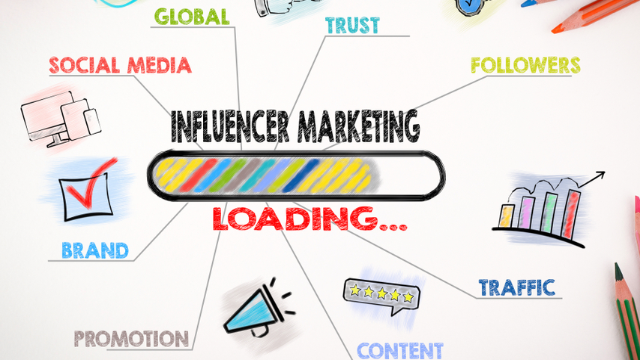 GLOBAL
TRUST
SOCIAL MEDIA
FOLLOWERS
INFLUENCER MARKETING
LOADING...
BRAND
TRAFFIC
PROMOTION
CONTENT